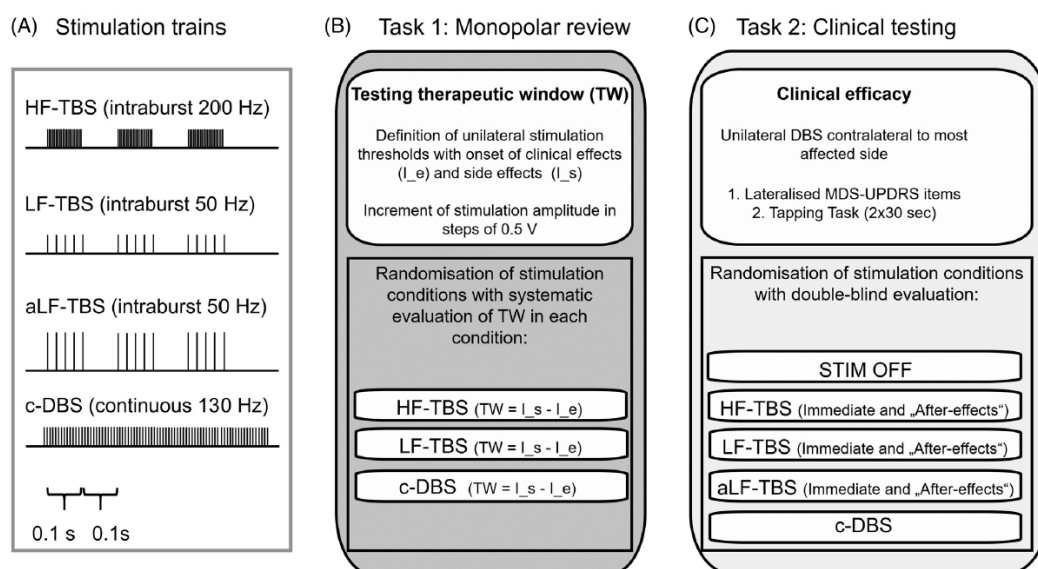 (A) Stimulation trains
HF-TBS (intraburst 200 Hz)
LF-TBS (intraburst 50 Hz)
aLF-TBS (intraburst 50 Hz)
c-DBS (continuous 130 Hz)
0.1 s 0.1s
(B) Task 1: Monopolar review
Testing therapeutic window (TW)
Definition of unilateral stimulation
thresholds with onset of clinical effects
(I_e) and side effects (I_s)
Increment of stimulation amplitude in
steps of 0.5 V
Randomisation of stimulation
conditions with systematic
evaluation of TW in each
condition:
HF-TBS (TW = I_s - I_e)
LF-TBS (TW = I_s - I_e)
c-DBS (TW = I_s - I_e)
(C) Task 2: Clinical testing
Clinical efficacy
Unilateral DBS contralateral to most
affected side
1. Lateralised MDS-UPDRS items
2. Tapping Task (2x30 sec)
Randomisation of stimulation conditions
with double-blind evaluation:
STIM OFF
HF-TBS (Immediate and „After-effects“)
LF-TBS (Immediate and „After-effects“)
aLF-TBS (Immediate and „After-effects“)
c-DBS